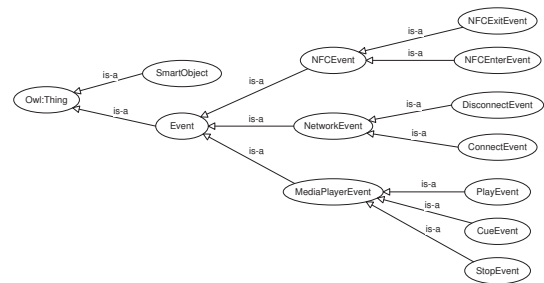 NFCExitEvent
is-a
NFCEvent
is-a
NFCEnterEvent
is-a
SmartObject
is-a
Owl:Thing
is-a
DisconnectEvent
is-a
Event
is-a
NetworkEvent
is-a
ConnectEvent
is-a
MediaPlayerEvent
is-a
PlayEvent
is-a
CueEvent
is-a
StopEvent